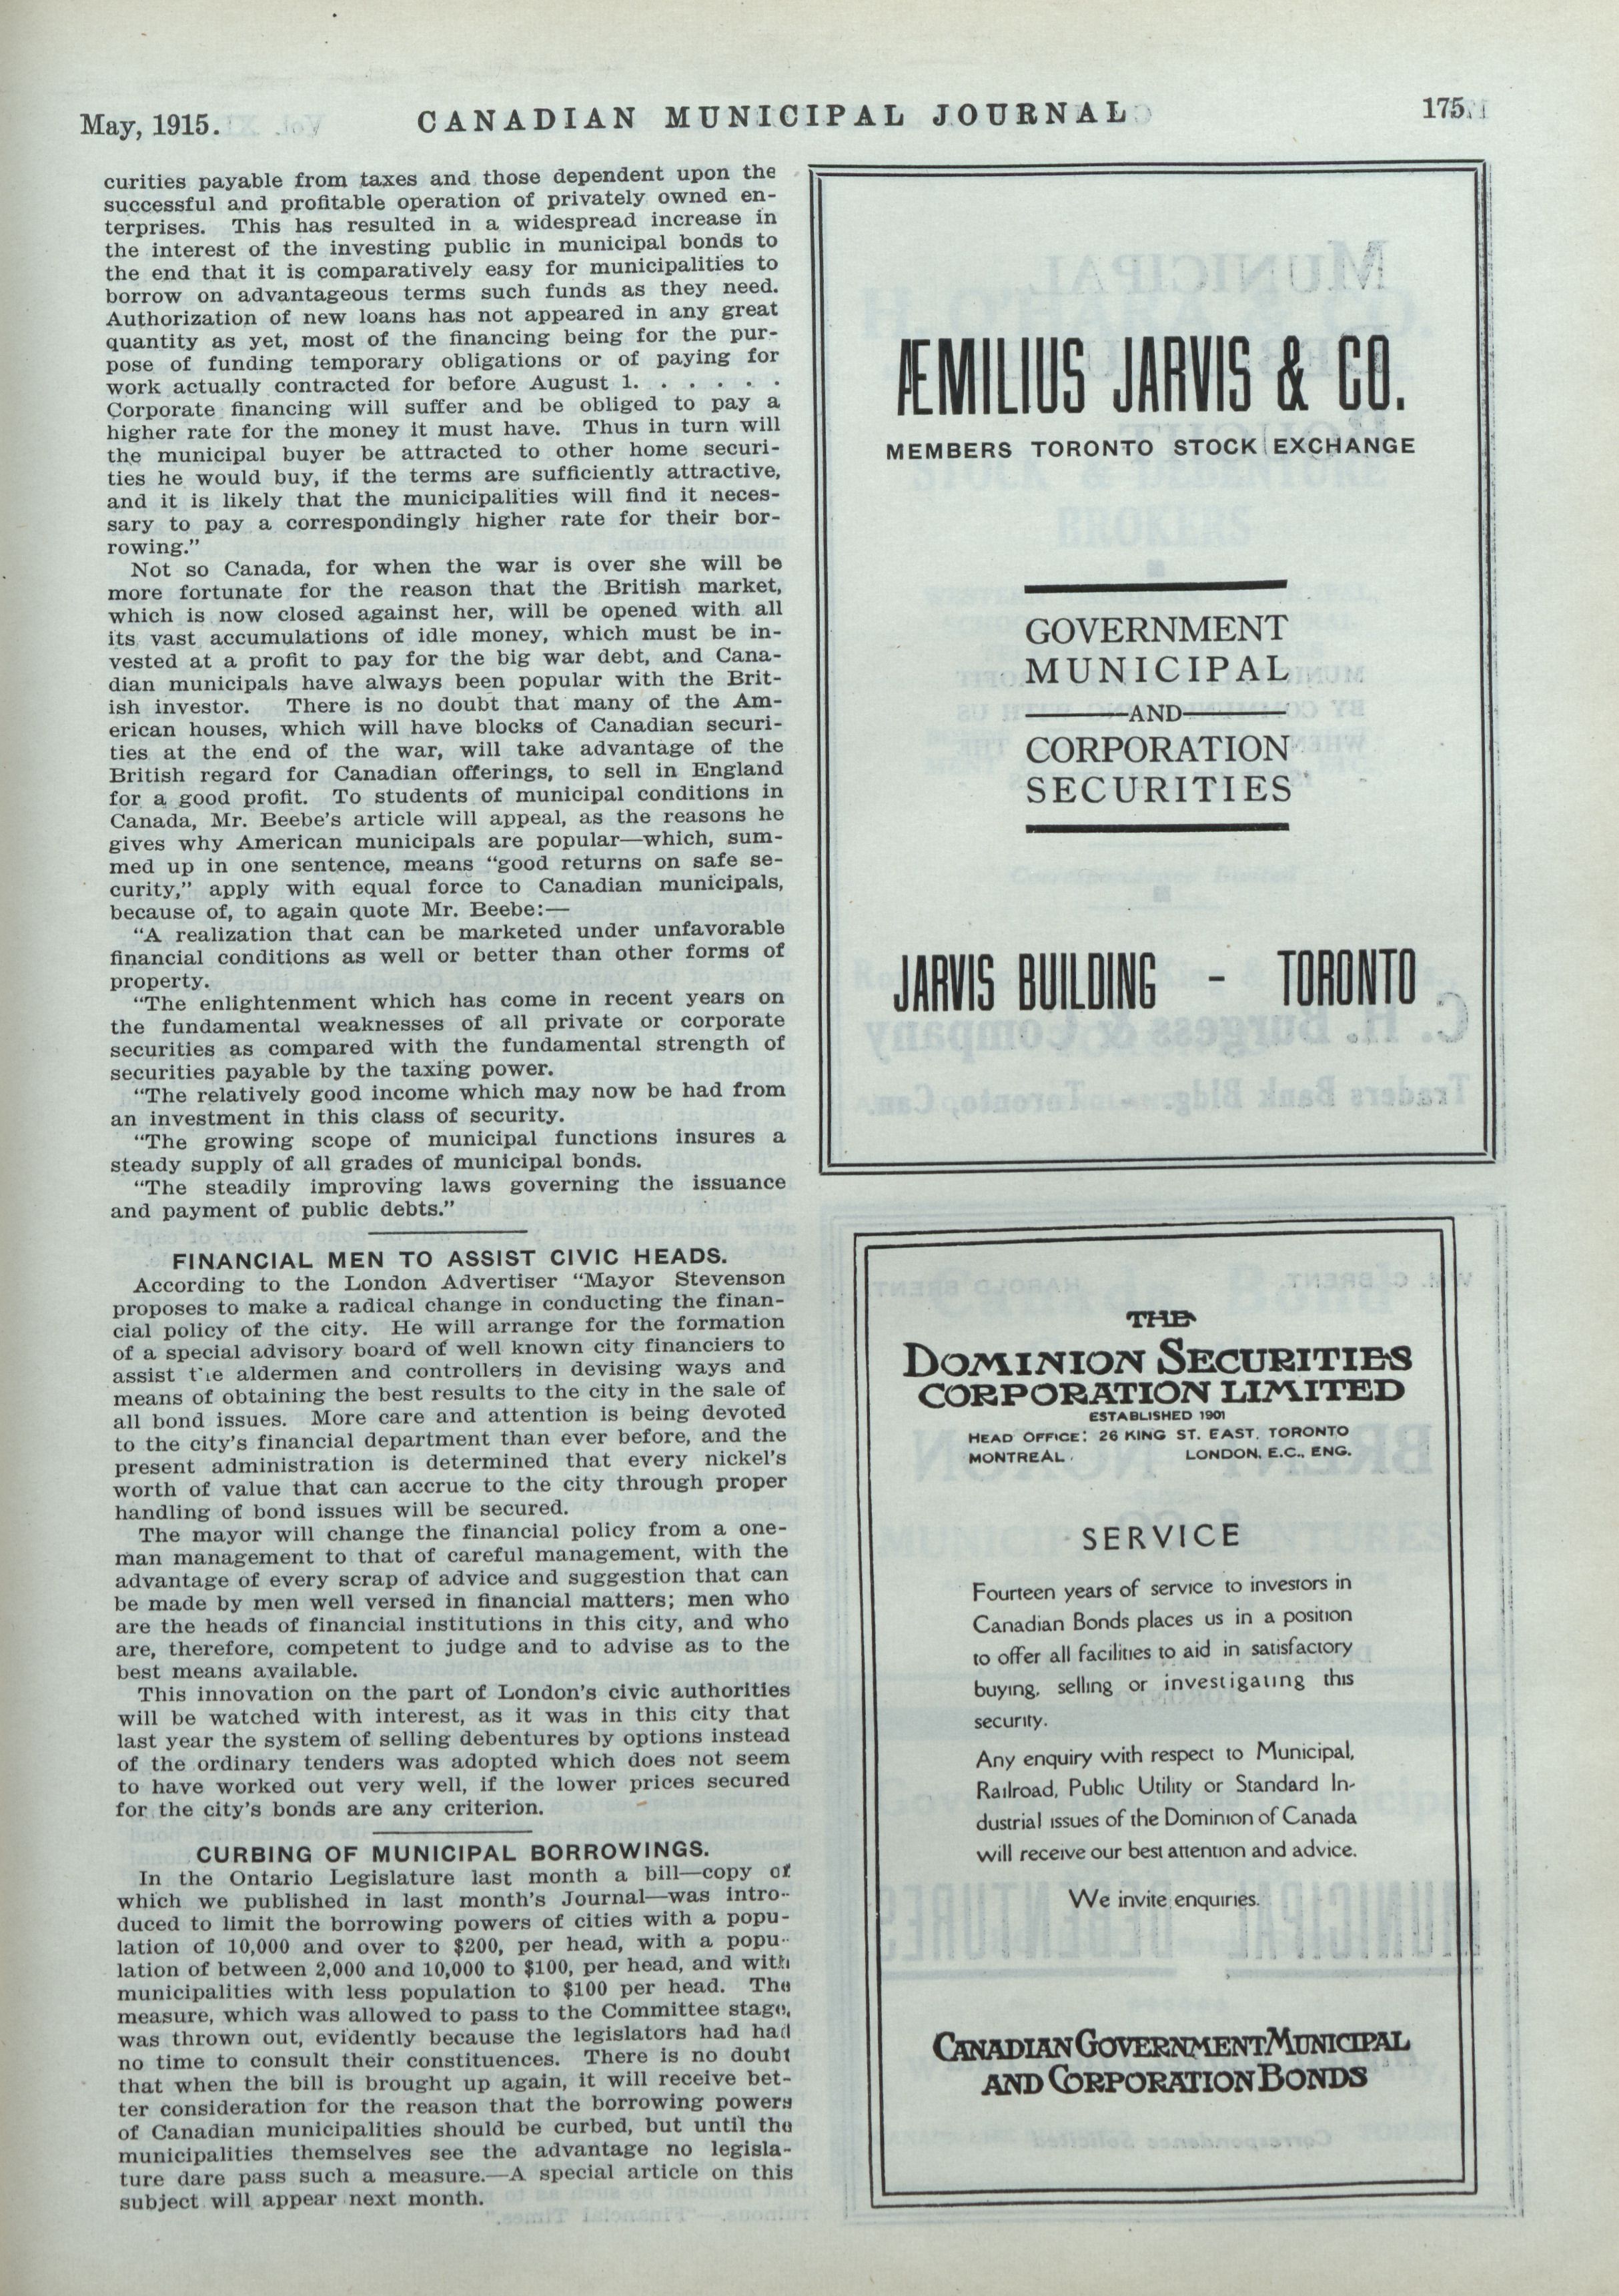 May, 1915.
CANADIAN MUNICIPAL JOURNAL
175
curities payable from taxes and those dependent upon the
successful and profitable operation of privately owned en-
terprises. This has resulted in a widespread increase in
the interest of the investing public in municipal bonds to
the end that it is comparatively easy for municipalities to
borrow on advantageous terms such funds as they need.
Authorization of new loans has not appeared in any great
quantity as yet, most of the financing being for the pur-
pose of funding temporary obligations or of paying for
work actually contracted for before August 1. . . . . . .
Corporate financing will suffer and be obliged to pay a
higher rate for the money it must have. Thus in turn will
the municipal buyer be attracted to other home securi-
ties he would buy, if the terms are sufficiently attractive,
and it is likely that the municipalities will find it neces-
sary to pay a correspondingly higher rate for their bor-
rowing."
Not so Canada, for when the war is over she will be
more fortunate for the reason that the British market,
which is now closed against her, will be opened with all
its vast accumulations of idle money, which must be in-
vested at a profit to pay for the big war debt, and Cana-
dian municipals have always been popular with the Brit-
ish investor. There is no doubt that many of the Am-
erican houses, which will have blocks of Canadian securi-
ties at the end of the war, will take advantage of the
British regard for Canadian offerings, to sell in England
for a good profit. To students of municipal conditions in
Canada, Mr. Beebe's article will appeal, as the reasons he
gives why American municipals are popular—which, sum-
med up in one sentence, means "good returns on safe se-
curity," apply with equal force to Canadian municipals,
because of, to again quote Mr. Beebe:—
"A realization that can be marketed under unfavorable
financial conditions as well or better than other forms of
property.
"The enlightenment which has come in recent years on
the fundamental weaknesses of all private or corporate
securities as compared with the fundamental strength of
securities payable by the taxing power.
"The relatively good income which may now be had from
an investment in this class of security.
"The growing scope of municipal functions insures a
steady supply of all grades of municipal bonds.
"The steadily improving laws governing the issuance
and payment of public debts."
FINANCIAL MEN TO ASSIST CIVIC HEADS.
According to the London Advertiser "Mayor Stevenson
proposes to make a radical change in conducting the finan-
cial policy of the city. He will arrange for the formation
of a special advisory board of well known city financiers to
assist the aldermen and controllers in devising ways and
means of obtaining the best results to the city in the sale of
all bond issues. More care and attention is being devoted
to the city's financial department than ever before, and the
present administration is determined that every nickel's
worth of value that can accrue to the city through proper
handling of bond issues will be secured.
The mayor will change the financial policy from a one-
man management to that of careful management, with the
advantage of every scrap of advice and suggestion that can
be made by men well versed in financial matters; men who
are the heads of financial institutions in this city, and who
are, therefore, competent to judge and to advise as to the
best means available.
This innovation on the part of London's civic authorities
will be watched with interest, as it was in this city that
last year the system of selling debentures by options instead
of the ordinary tenders was adopted which does not seem
to have worked out very well, if the lower prices secured
for the city's bonds are any criterion.
CURBING OF MUNICIPAL BORROWINGS.
In the Ontario Legislature last month a bill—copy of
which we published in last month's Journal—was intro-
duced to limit the borrowing powers of cities with a popu-
lation of 10,000 and over to $200, per head, with a popu-
lation of between 2,000 and 10,000 to $100, per head, and with
municipalities with less population to $100 per head. The
measure, which was allowed to pass to the Committee stage,
was thrown out, evidently because the legislators had had
no time to consult their constituences. There is no doubt
that when the bill is brought up again, it will receive bet-
ter consideration for the reason that the borrowing powers
of Canadian municipalities should be curbed, but until the
municipalities themselves see the advantage no legisla-
ture dare pass such a measure.—A special article on this
subject will appear next month.
ÆMILIUS JARVIS & CO.
MEMBERS TORONTO STOCK EXCHANGE
GOVERNMENT
MUNICIPAL
AND
CORPORATION
SECURITIES
JARVIS BUILDING - TORONTO
THE
DOMINION SECURITIES
CORPORATION LIMITED
ESTABLISHED 1901
HEAD OFFICE: 26 KING ST. EAST, TORONTO
MONTREAL LONDON, E.C., ENG.
SERVICE
Fourteen years of service to investors in
Canadian Bonds places us in a position
to offer all facilities to aid in satisfactory
buying, selling or investigating this
security.
Any enquiry with respect to Municipal,
Railroad, Public Utility or Standard In-
dustrial issues of the Dominion of Canada
will receive our best attention and advice.
We invite enquiries.
CANADIAN GOVERNMENT MUNICIPAL
AND CORPORATION BONDS